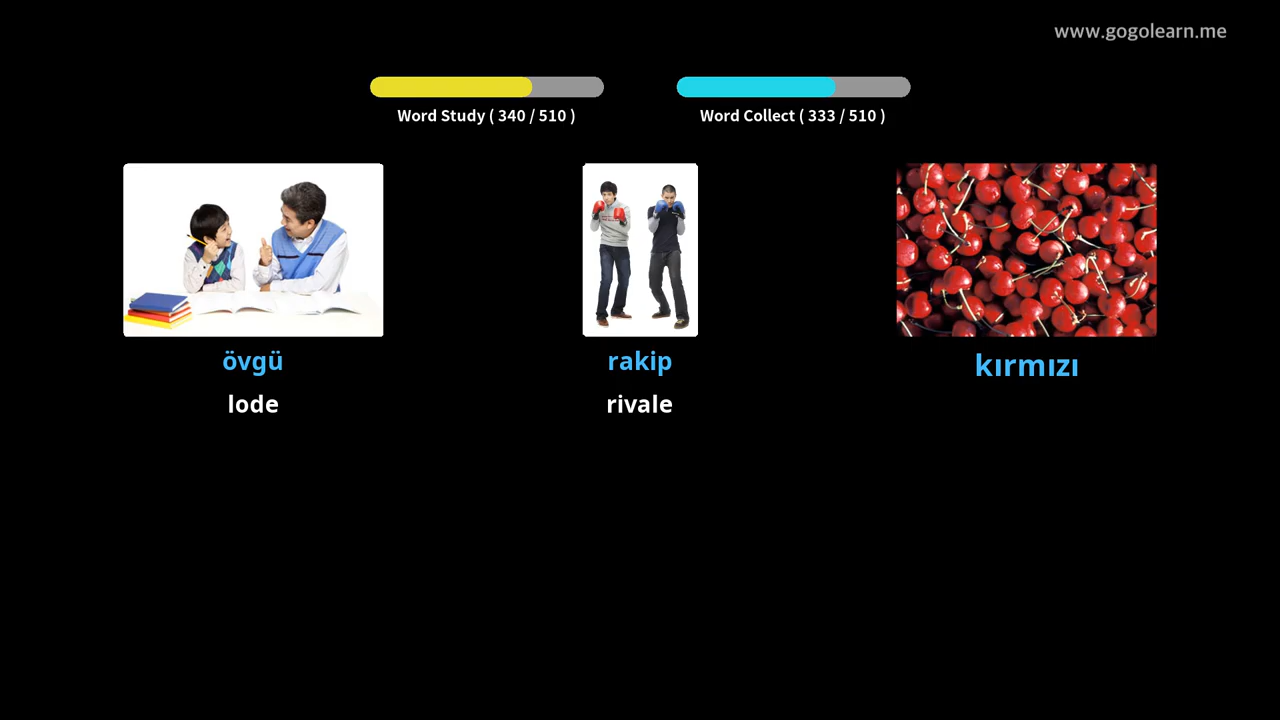 www.gogolearn.me
Word Study ( 340 / 510 )
Word Collect ( 333 / 510 )
övgü
lode
rakip
rivale
kırmızı